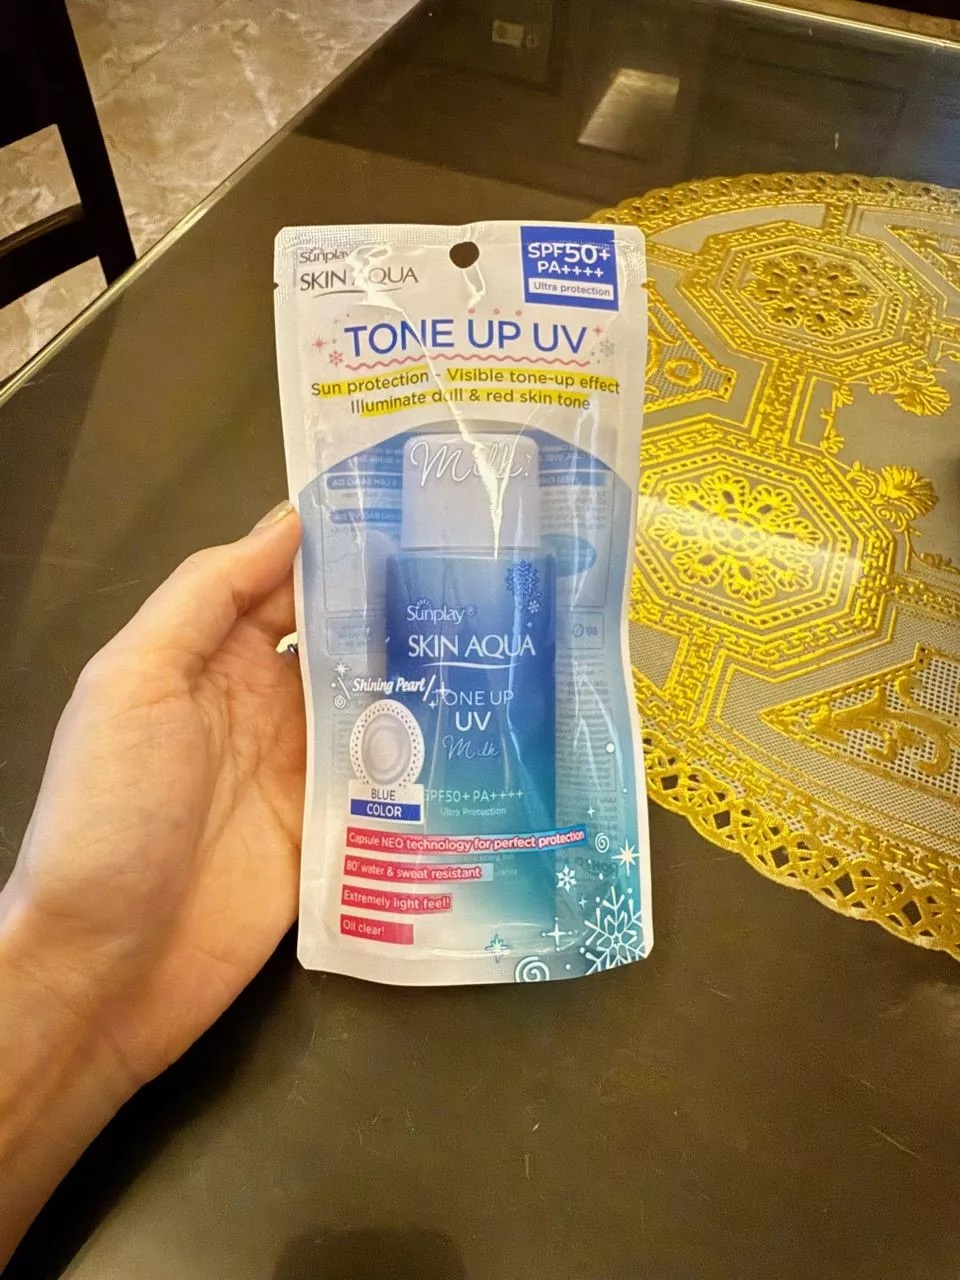 Sunplay
SKIN AQUA
SPF50+
PA++++
Ultra protection
TONE UP UV
Sun protection - Visible tone-up effect
Illuminate dull & red skin tone
Milk
Sunplay®
SKIN AQUA
Shining Pearl
TONE UP
UV
Milk
BLUE
COLOR
SPF50+ PA++++
Ultra Protection
Capsule NEO technology for perfect protection
80' water & sweat resistant
Extremely light feel!
Oil clear!